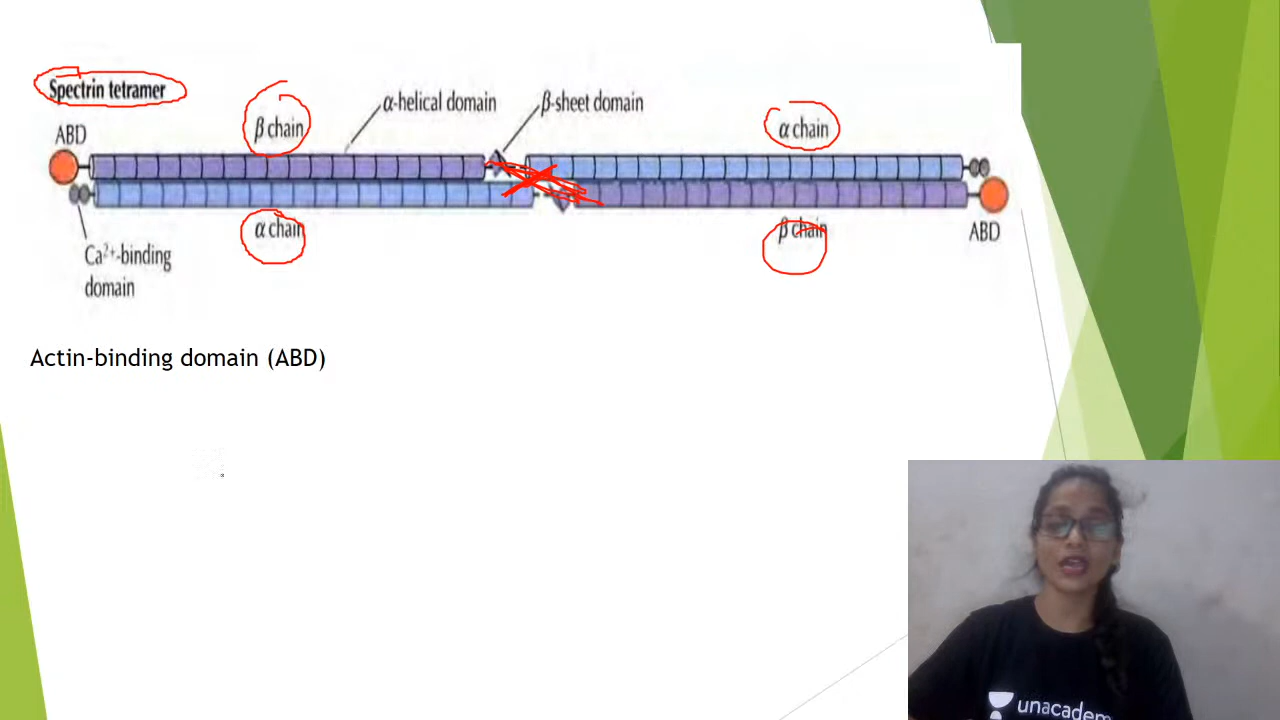 Spectrin tetramer
α-helical domain
β-sheet domain
ABD
β chain
α chain
α chain
β chain
ABD
Ca²⁺-binding
domain
Actin-binding domain (ABD)
unacadem